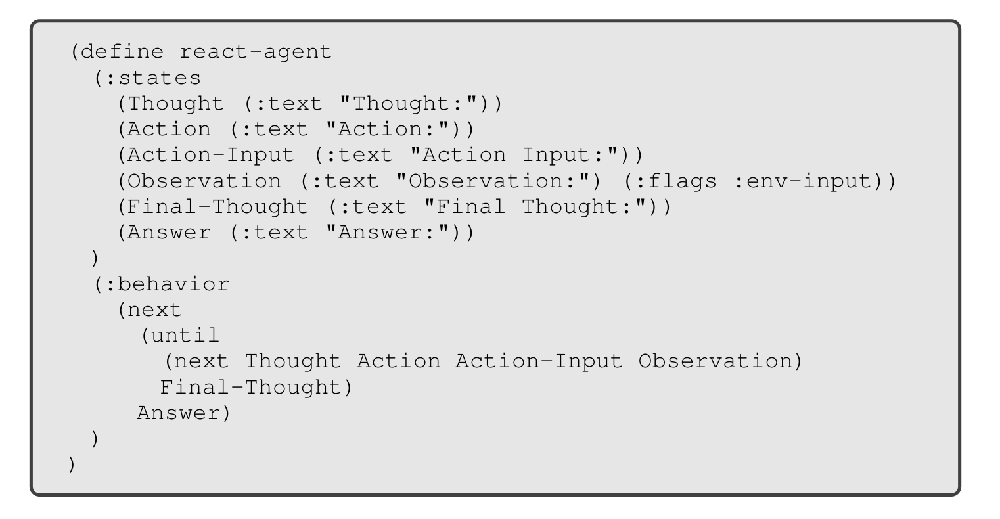 (define react-agent
  (:states
    (Thought (:text "Thought:"))
    (Action (:text "Action:"))
    (Action-Input (:text "Action Input:"))
    (Observation (:text "Observation:") (:flags :env-input))
    (Final-Thought (:text "Final Thought:"))
    (Answer (:text "Answer:"))
  )
  (:behavior
    (next
      (until
        (next Thought Action Action-Input Observation)
        Final-Thought)
      Answer)
  )
)